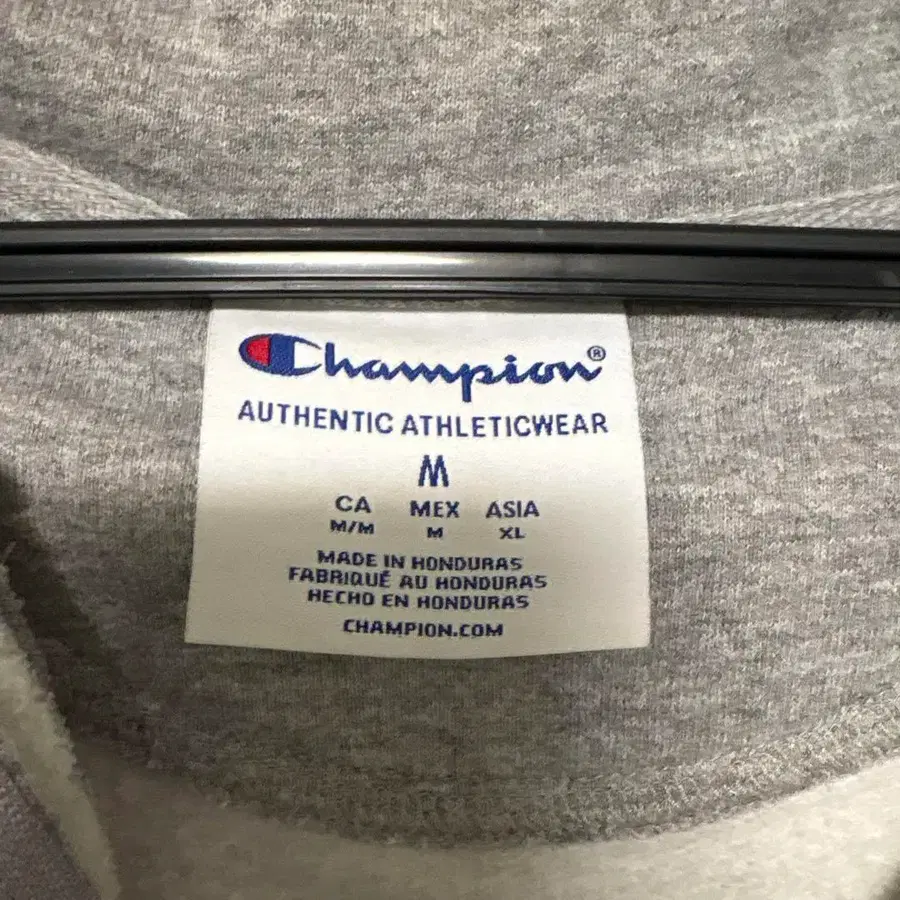 Champion®
AUTHENTIC ATHLETICWEAR
M
CA MEX ASIA
M/M M XL
MADE IN HONDURAS
FABRIQUÉ AU HONDURAS
HECHO EN HONDURAS
CHAMPION.COM